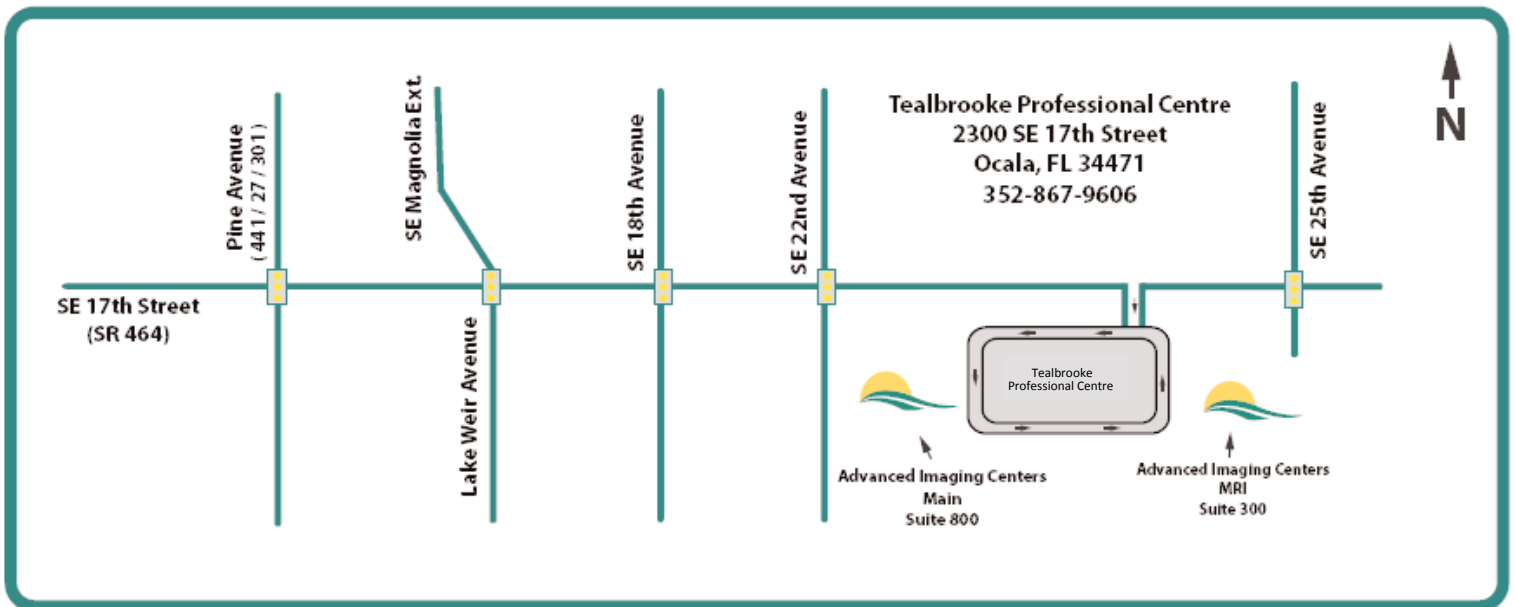 Pine Avenue
( 441 / 27 / 301 )
SE Magnolia Ext.
SE 18th Avenue
SE 22nd Avenue
Tealbrooke Professional Centre
2300 SE 17th Street
Ocala, FL 34471
352-867-9606
SE 25th Avenue
N
SE 17th Street
(SR 464)
Lake Weir Avenue
Tealbrooke
Professional Centre
Advanced Imaging Centers
Main
Suite 800
Advanced Imaging Centers
MRI
Suite 300